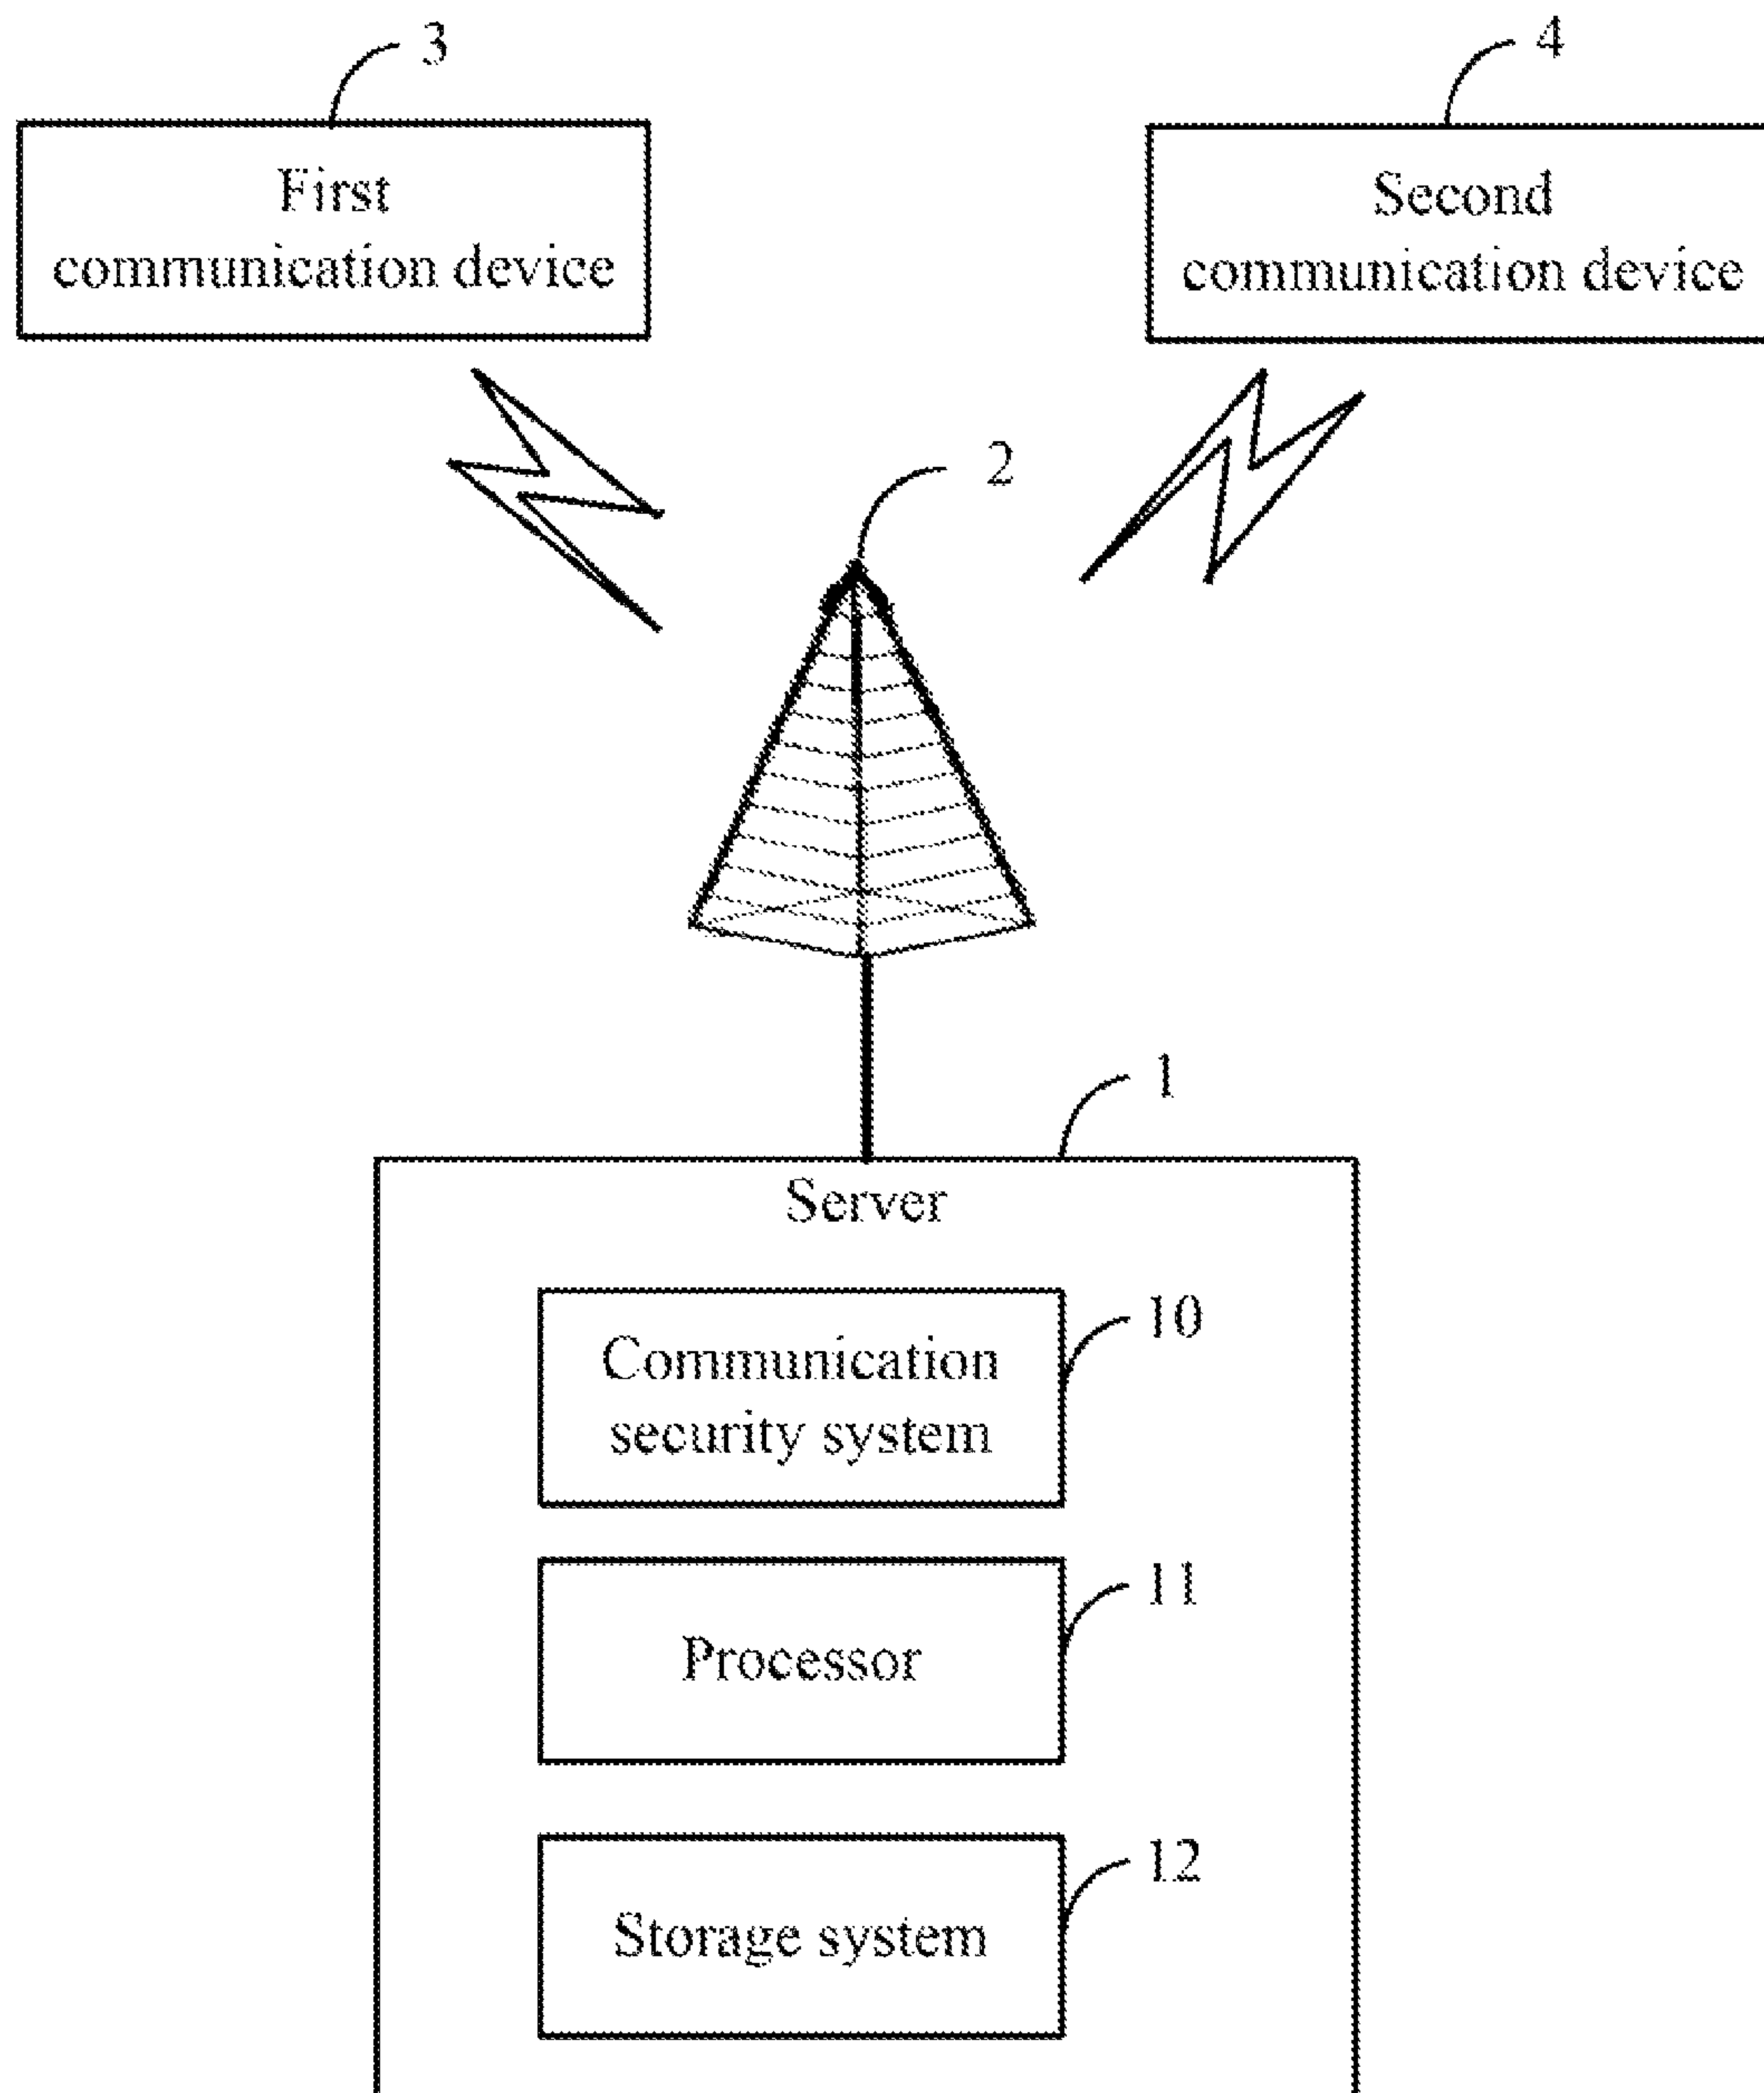 3
4
First
communication device
Second
communication device
2
1
Server
10
Communication
security system
11
Processor
12
Storage system